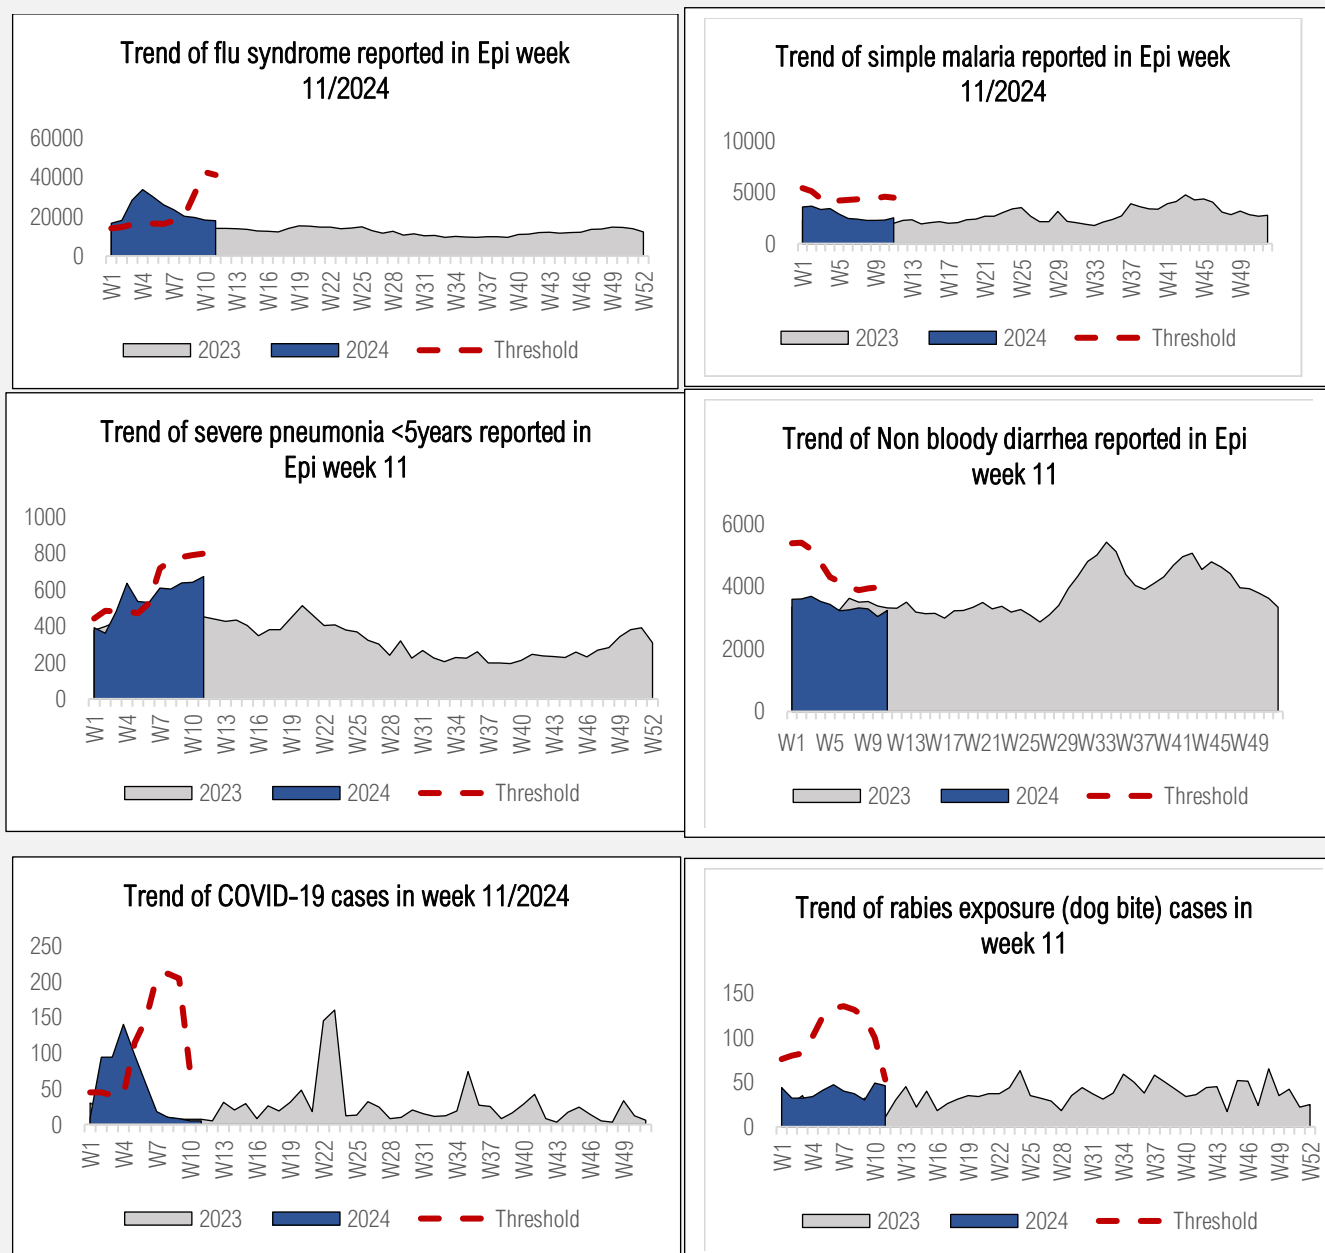 Trend of flu syndrome reported in Epi week
11/2024
60000
40000
20000
0
W1
W4
W7
W10
W13
W16
W19
W22
W25
W28
W31
W34
W37
W40
W43
W46
W49
W52
2023 2024 Threshold
Trend of simple malaria reported in Epi week
11/2024
10000
5000
0
W1
W5
W9
W13
W17
W21
W25
W29
W33
W37
W41
W45
W49
2023 2024 Threshold
Trend of severe pneumonia <5years reported in
Epi week 11
1000
800
600
400
200
0
W1
W4
W7
W10
W13
W16
W19
W22
W25
W28
W31
W34
W37
W40
W43
W46
W49
W52
2023 2024 Threshold
Trend of Non bloody diarrhea reported in Epi
week 11
6000
4000
2000
0
W1 W5 W9 W13W17W21W25W29W33W37W41W45W49
2023 2024 Threshold
Trend of COVID-19 cases in week 11/2024
250
200
150
100
50
0
W1
W4
W7
W10
W13
W16
W19
W22
W25
W28
W31
W34
W37
W40
W43
W46
W49
2023 2024 Threshold
Trend of rabies exposure (dog bite) cases in
week 11
150
100
50
0
W1
W4
W7
W10
W13
W16
W19
W22
W25
W28
W31
W34
W37
W40
W43
W46
W49
W52
2023 2024 Threshold